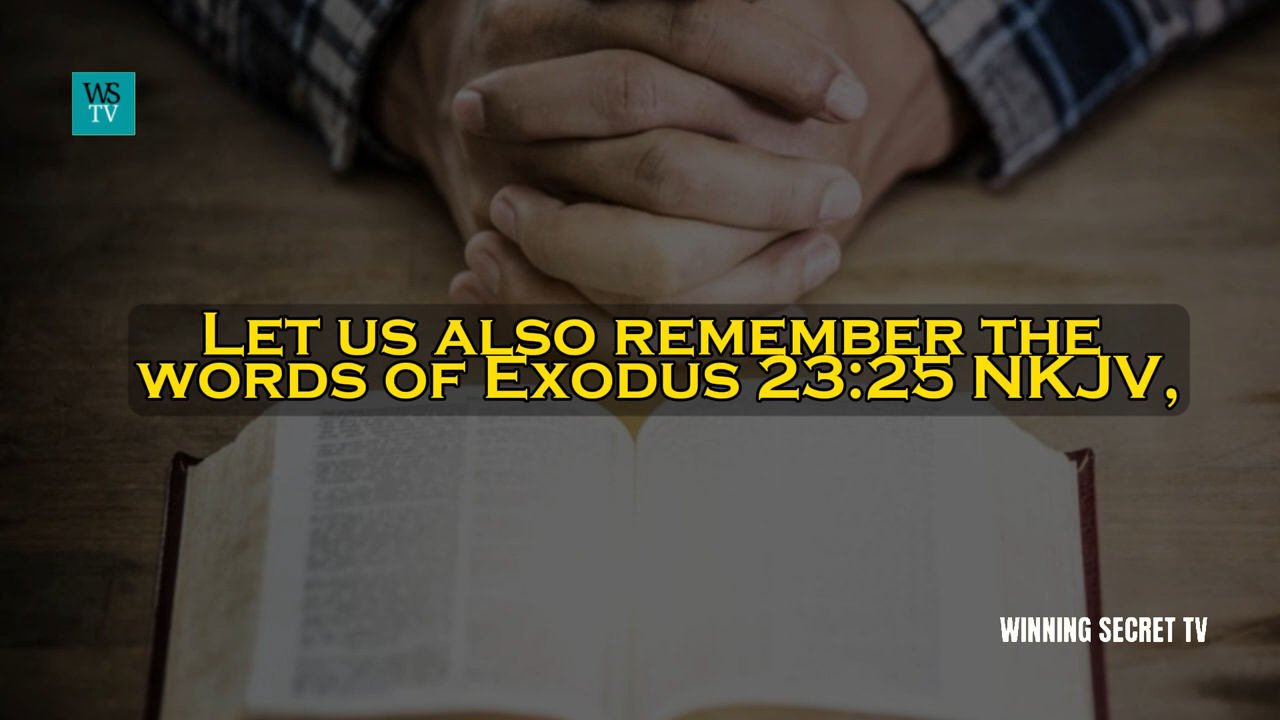 WS
TV
LET US ALSO REMEMBER THE
WORDS OF EXODUS 23:25 NKJV,
WINNING SECRET TV